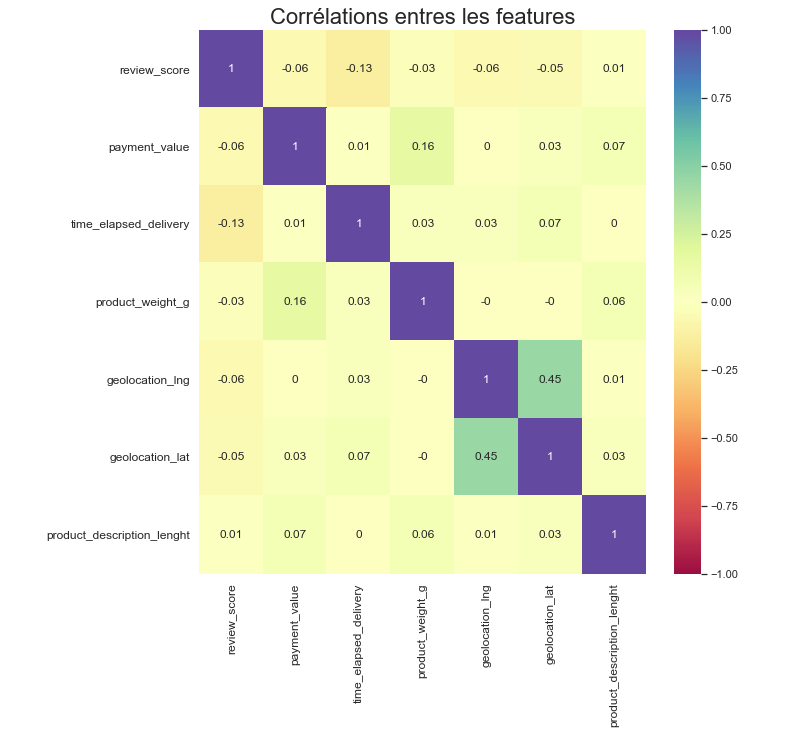 Corrélations entres les features
review_score 1 -0.06 -0.13 -0.03 -0.06 -0.05 0.01
payment_value -0.06 1 0.01 0.16 0 0.03 0.07
time_elapsed_delivery -0.13 0.01 1 0.03 0.03 0.07 0
product_weight_g -0.03 0.16 0.03 1 -0 -0 0.06
geolocation_lng -0.06 0 0.03 -0 1 0.45 0.01
geolocation_lat -0.05 0.03 0.07 -0 0.45 1 0.03
product_description_lenght 0.01 0.07 0 0.06 0.01 0.03 1
review_score
payment_value
time_elapsed_delivery
product_weight_g
geolocation_lng
geolocation_lat
product_description_lenght
1.00
0.75
0.50
0.25
0.00
−0.25
−0.50
−0.75
−1.00